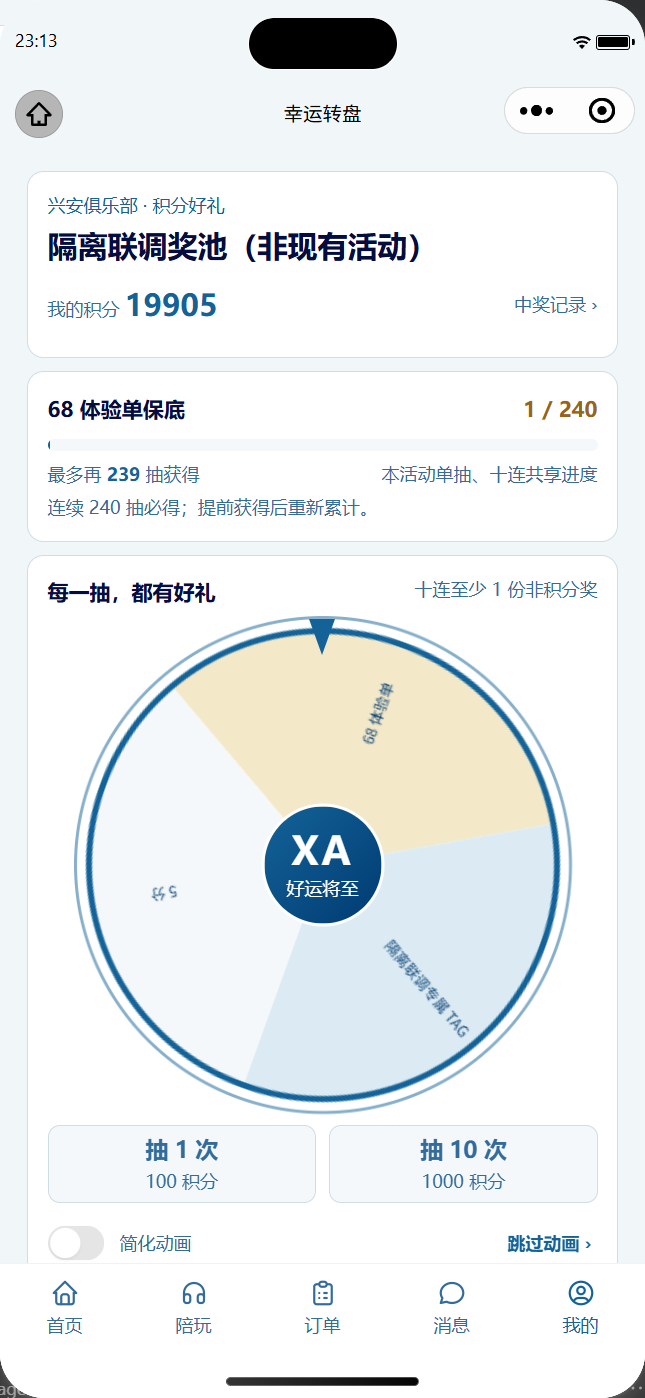 23:13
幸运转盘
兴安俱乐部 · 积分好礼
隔离联调奖池（非现有活动）
我的积分 19905
中奖记录 ›
68 体验单保底
1 / 240
最多再 239 抽获得
本活动单抽、十连共享进度
连续 240 抽必得；提前获得后重新累计。
每一抽，都有好礼
十连至少 1 份非积分奖
68 体验单
XA
好运将至
5 分
隔离联调专属 TAG
抽 1 次
100 积分
抽 10 次
1000 积分
简化动画
跳过动画 ›
首页
陪玩
订单
消息
我的